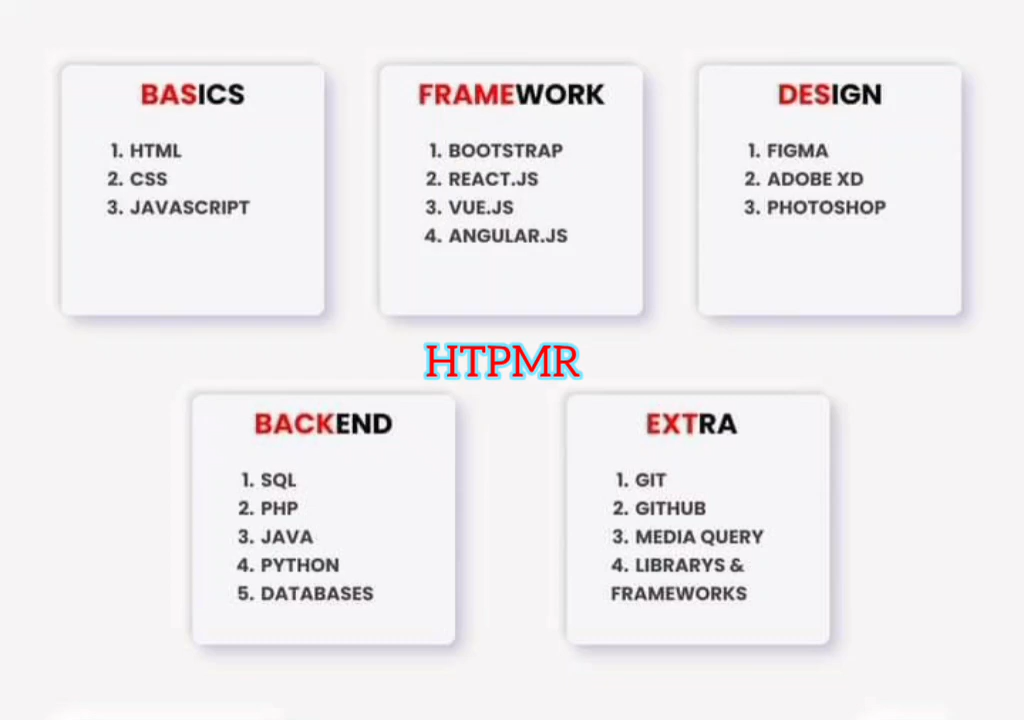 BASICS
1. HTML
2. CSS
3. JAVASCRIPT
FRAMEWORK
1. BOOTSTRAP
2. REACT.JS
3. VUE.JS
4. ANGULAR.JS
DESIGN
1. FIGMA
2. ADOBE XD
3. PHOTOSHOP
HTPMR
BACKEND
1. SQL
2. PHP
3. JAVA
4. PYTHON
5. DATABASES
EXTRA
1. GIT
2. GITHUB
3. MEDIA QUERY
4. LIBRARYS &
FRAMEWORKS